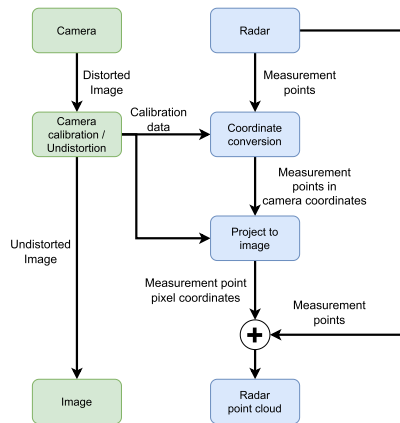 Camera
Radar
Distorted
Image
Measurement
points
Camera
calibration /
Undistortion
Calibration
data
Coordinate
conversion
Measurement
points in
camera coordinates
Undistorted
Image
Project to
image
Measurement point
pixel coordinates
Measurement
points
+
Image
Radar
point cloud